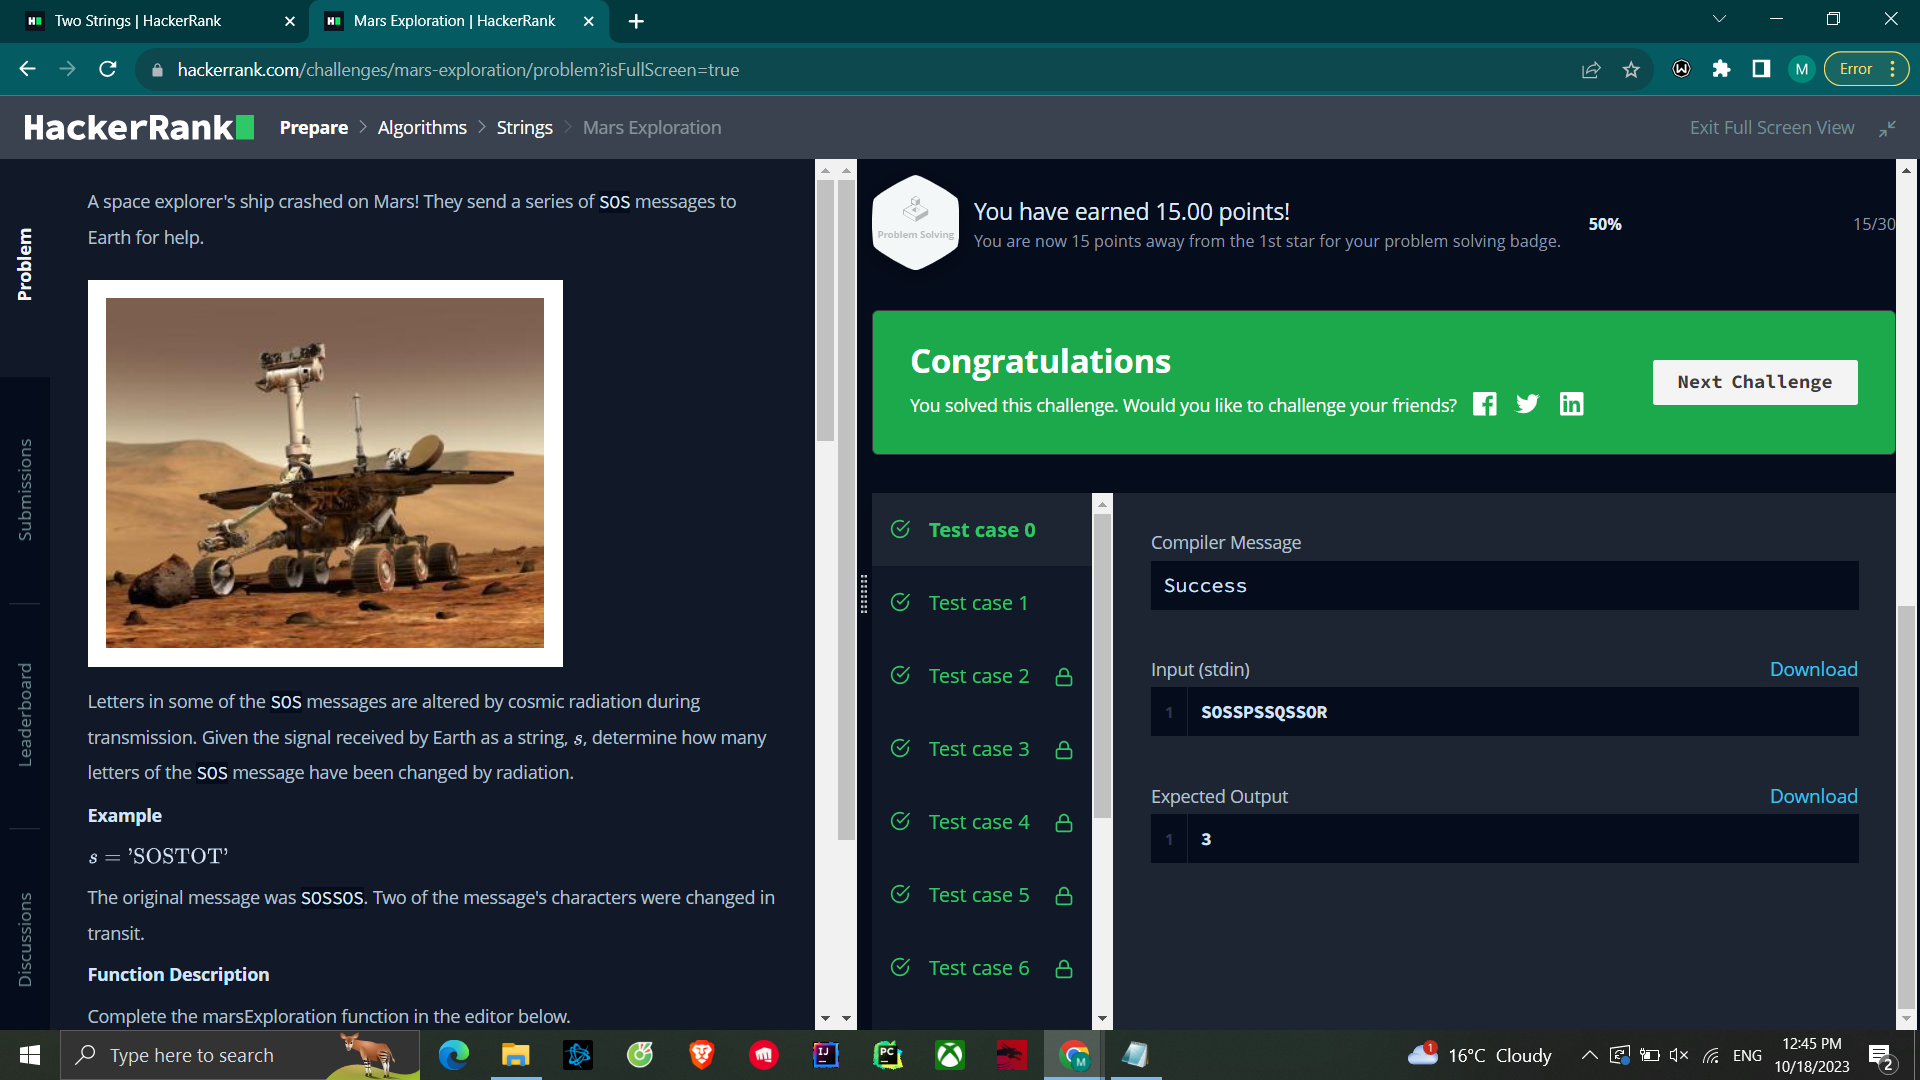 Two Strings | HackerRank
Mars Exploration | HackerRank
hackerrank.com/challenges/mars-exploration/problem?isFullScreen=true
M
Error
HackerRank
Prepare
Algorithms
Strings
Mars Exploration
Exit Full Screen View
Problem
Submissions
Leaderboard
Discussions
A space explorer's ship crashed on Mars! They send a series of SOS messages to
Earth for help.
Letters in some of the SOS messages are altered by cosmic radiation during
transmission. Given the signal received by Earth as a string, s, determine how many
letters of the SOS message have been changed by radiation.
Example
s = 'SOSTOT'
The original message was SOSSOS. Two of the message's characters were changed in
transit.
Function Description
Complete the marsExploration function in the editor below.
Problem Solving
You have earned 15.00 points!
You are now 15 points away from the 1st star for your problem solving badge.
50%
15/30
Congratulations
You solved this challenge. Would you like to challenge your friends?
Next Challenge
Test case 0
Test case 1
Test case 2
Test case 3
Test case 4
Test case 5
Test case 6
Compiler Message
Success
Input (stdin)
Download
1 SOSSPSSQSSOR
Expected Output
Download
1 3
Type here to search
16°C Cloudy
ENG
12:45 PM
10/18/2023
2